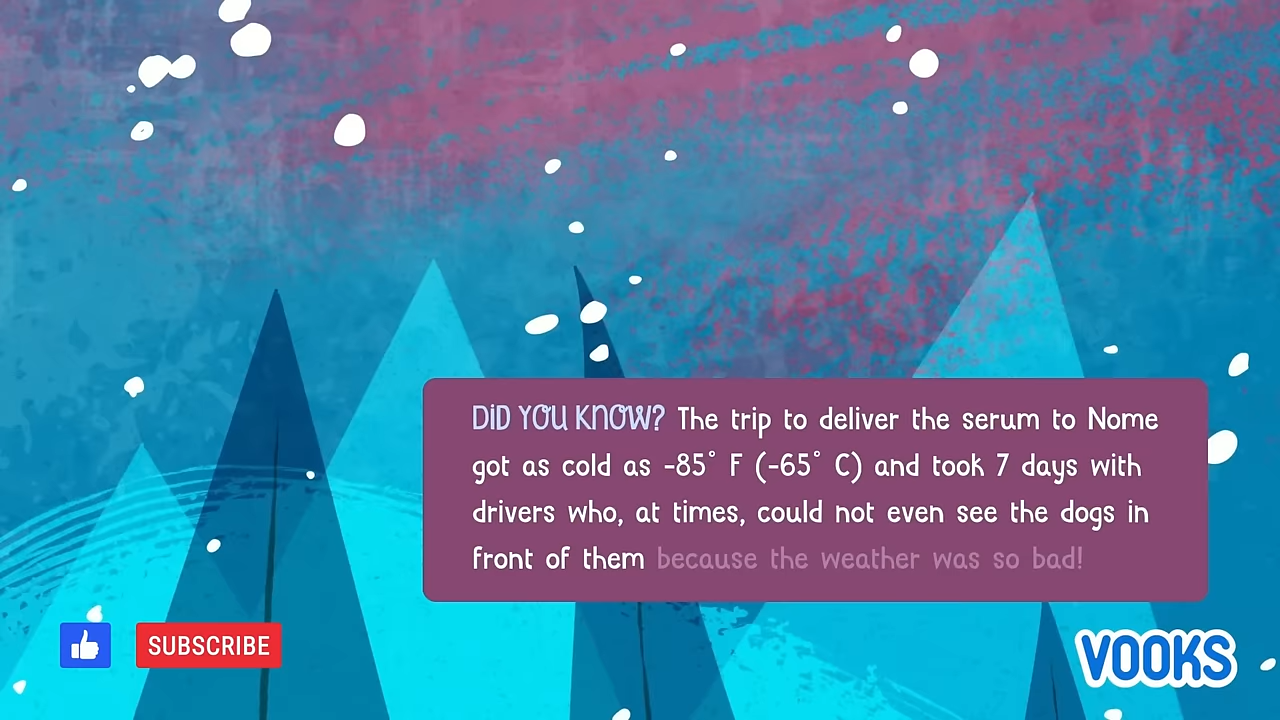 DID YOU KNOW? The trip to deliver the serum to Nome
got as cold as -85° F (-65° C) and took 7 days with
drivers who, at times, could not even see the dogs in
front of them because the weather was so bad!
SUBSCRIBE
VOOKS